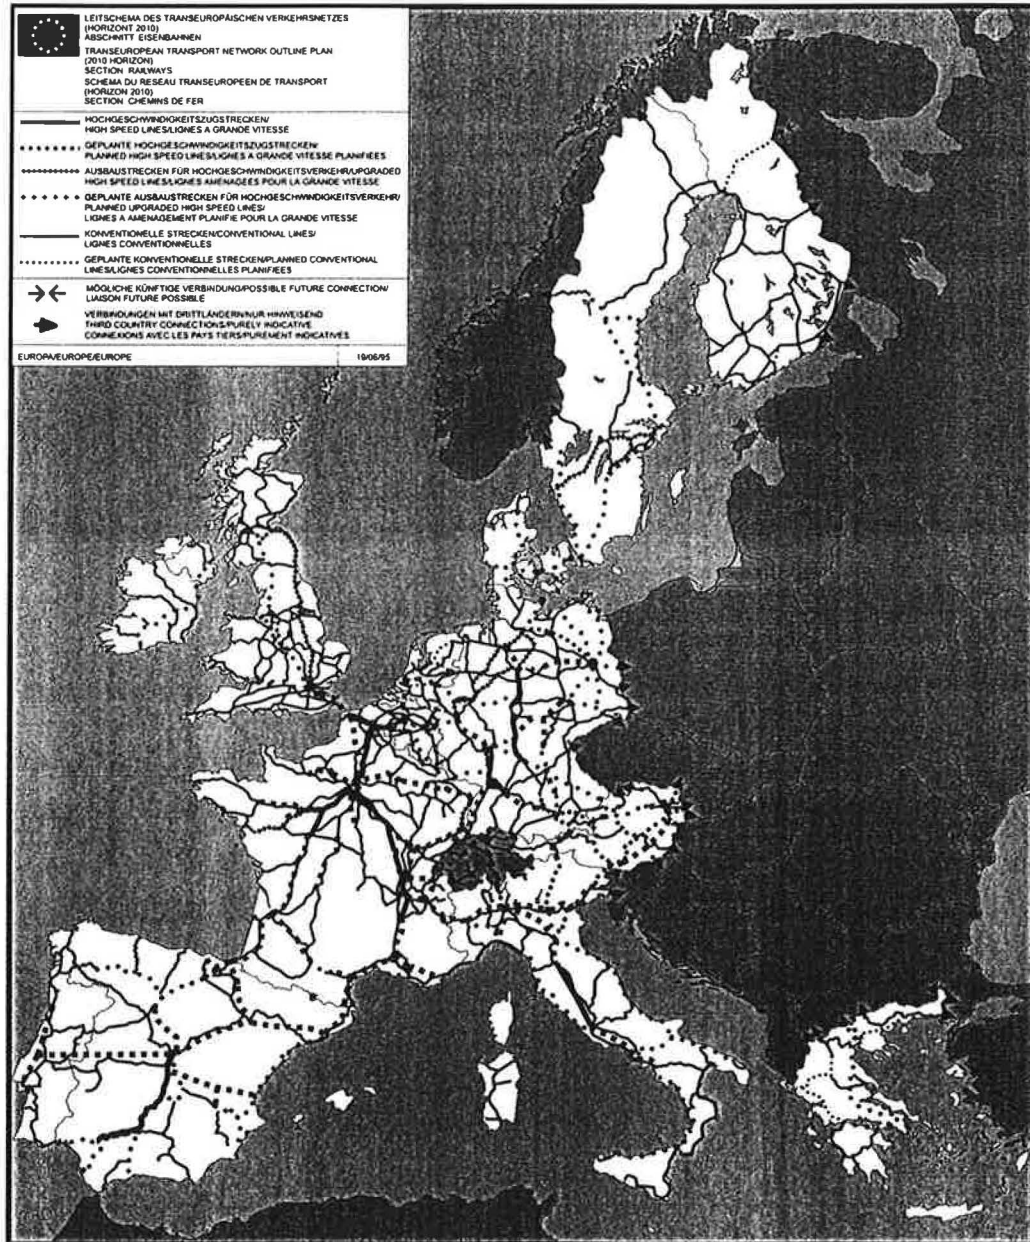 LEITSCHEMA DES TRANSEUROPÄISCHEN VERKEHRSNETZES
(HORIZONT 2010)
ABSCHNITT EISENBAHNEN
TRANSEUROPEAN TRANSPORT NETWORK OUTLINE PLAN
(2010 HORIZON)
SECTION RAILWAYS
SCHEMA DU RESEAU TRANSEUROPEEN DE TRANSPORT
(HORIZON 2010)
SECTION CHEMINS DE FER
HOCHGESCHWINDIGKEITSZUGSTRECKEN/
HIGH SPEED LINES/LIGNES A GRANDE VITESSE
GEPLANTE HOCHGESCHWINDIGKEITSZUGSTRECKEN/
PLANNED HIGH SPEED LINES/LIGNES A GRANDE VITESSE PLANIFIEES
AUSBAUSTRECKEN FÜR HOCHGESCHWINDIGKEITSVERKEHR/UPGRADED
HIGH SPEED LINES/LIGNES AMENAGEES POUR LA GRANDE VITESSE
GEPLANTE AUSBAUSTRECKEN FÜR HOCHGESCHWINDIGKEITSVERKEHR/
PLANNED UPGRADED HIGH SPEED LINES/
LIGNES A AMENAGEMENT PLANIFIE POUR LA GRANDE VITESSE
KONVENTIONELLE STRECKEN/CONVENTIONAL LINES/
LIGNES CONVENTIONNELLES
GEPLANTE KONVENTIONELLE STRECKEN/PLANNED CONVENTIONAL
LINES/LIGNES CONVENTIONNELLES PLANIFIEES
MÖGLICHE KÜNFTIGE VERBINDUNG/POSSIBLE FUTURE CONNECTION/
LIAISON FUTURE POSSIBLE
VERBINDUNGEN MIT DRITTLÄNDERN/NUR HINWEISEND
THIRD COUNTRY CONNECTIONS/PURELY INDICATIVE
CONNEXIONS AVEC LES PAYS TIERS/PUREMENT INDICATIVES
EUROPA/EUROPE/EUROPE 19/06/95